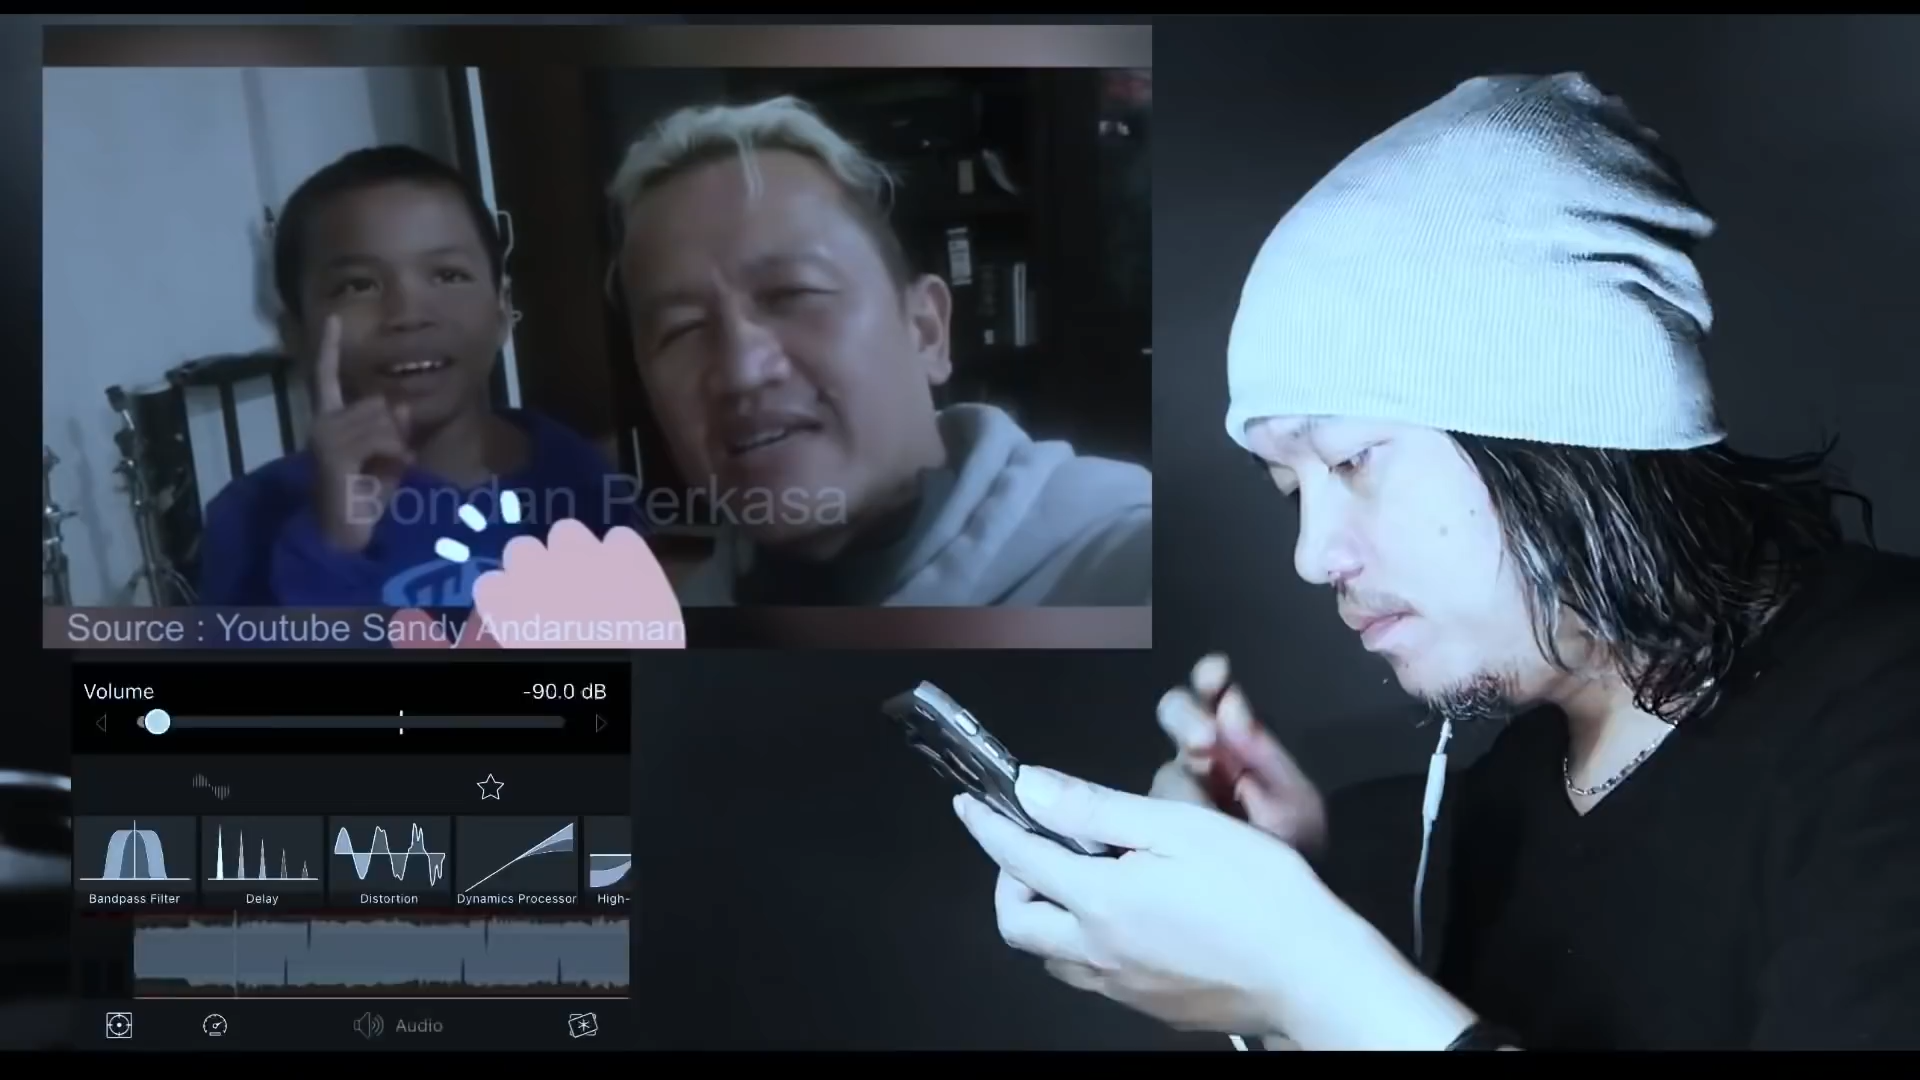 Bondan Perkasa
Source : Youtube Sandy Andarusman
Volume
-90.0 dB
Bandpass Filter
Delay
Distortion
Dynamics Processor
High-
Audio